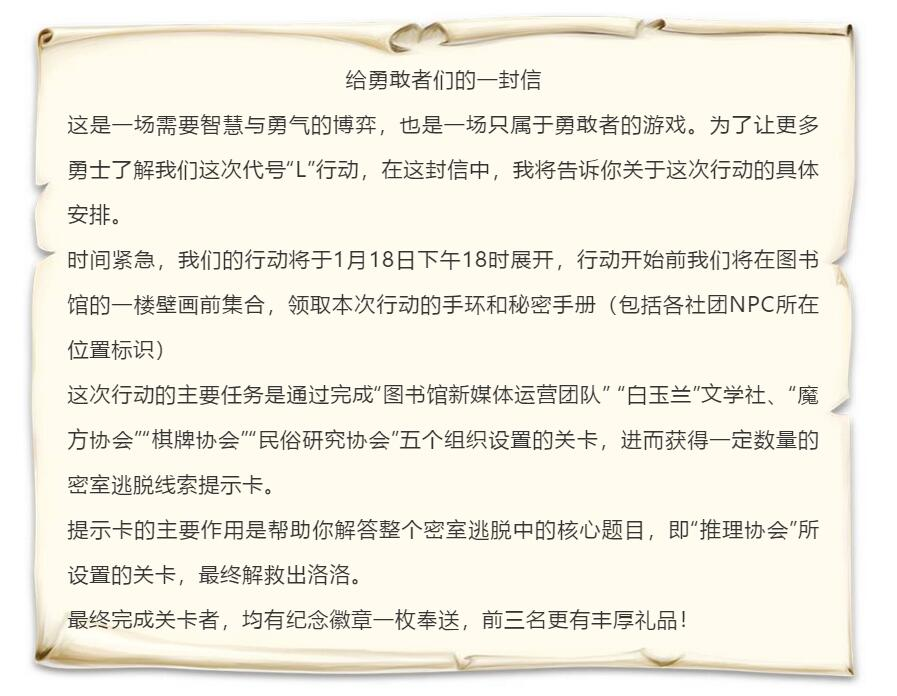 给勇敢者们的一封信
这是一场需要智慧与勇气的博弈，也是一场只属于勇敢者的游戏。为了让更多
勇士了解我们这次代号“L”行动，在这封信中，我将告诉你关于这次行动的具体
安排。
时间紧急，我们的行动将于1月18日下午18时展开，行动开始前我们将在图书
馆的一楼壁画前集合，领取本次行动的手环和秘密手册（包括各社团NPC所在
位置标识）
这次行动的主要任务是通过完成“图书馆新媒体运营团队” “白玉兰”文学社、“魔
方协会”“棋牌协会”“民俗研究协会”五个组织设置的关卡，进而获得一定数量的
密室逃脱线索提示卡。
提示卡的主要作用是帮助你解答整个密室逃脱中的核心题目，即“推理协会”所
设置的关卡，最终解救出洛洛。
最终完成关卡者，均有纪念徽章一枚奉送，前三名更有丰厚礼品！